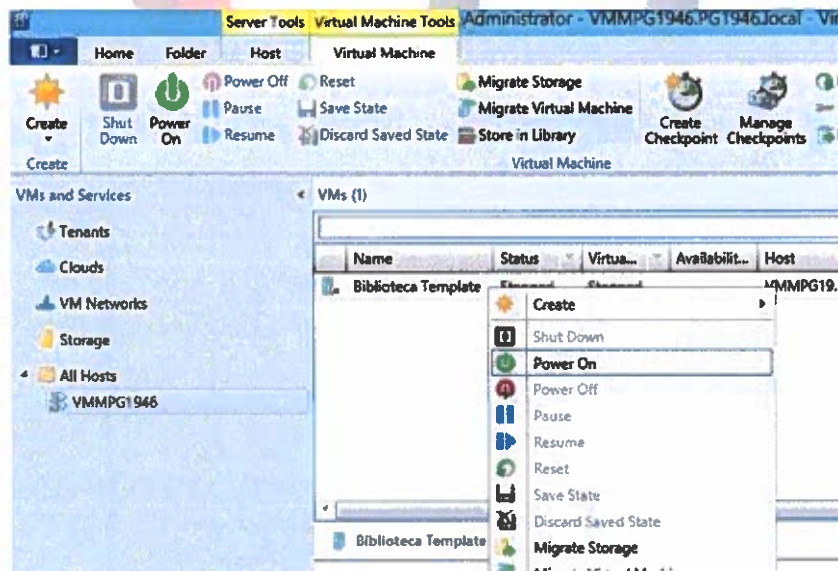 Server Tools Virtual Machine Tools Administrator - VMMPG1946.PG1946.local -
Home Folder Host Virtual Machine
Create
Shut Down
Power On
Power Off
Pause
Resume
Reset
Save State
Discard Saved State
Migrate Storage
Migrate Virtual Machine
Store in Library
Create Checkpoint
Manage Checkpoints
Create
Virtual Machine
VMs and Services
Tenants
Clouds
VM Networks
Storage
All Hosts
VMMPG1946
VMs (1)
Name Status Virtua... Availabilit... Host
Biblioteca Template Stopped Stopped VMMPG19.
Create
Shut Down
Power On
Power Off
Pause
Resume
Reset
Save State
Discard Saved State
Migrate Storage
Biblioteca Template